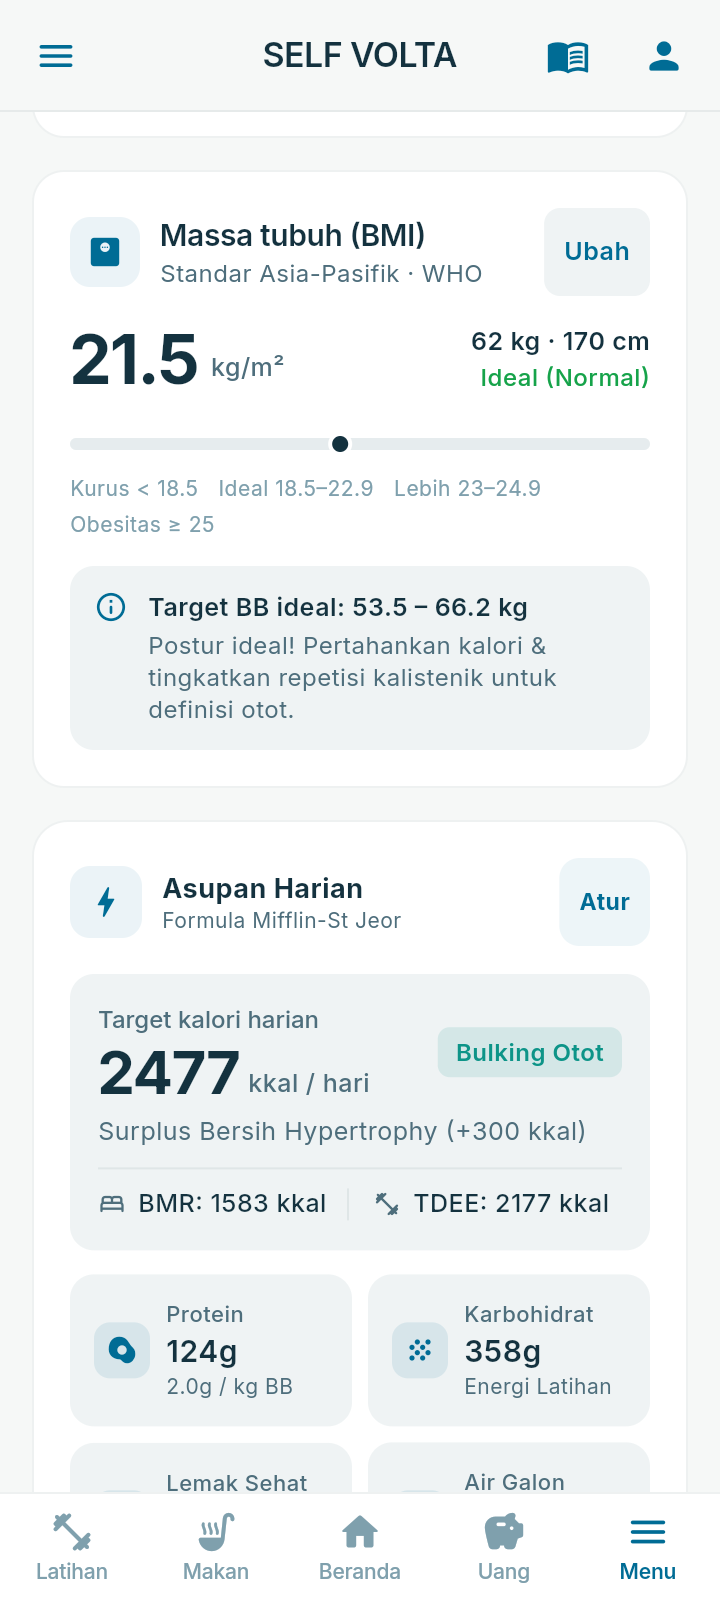 SELF VOLTA
Massa tubuh (BMI)
Standar Asia-Pasifik · WHO
Ubah
21.5 kg/m²
62 kg · 170 cm
Ideal (Normal)
Kurus < 18.5 Ideal 18.5–22.9 Lebih 23–24.9
Obesitas ≥ 25
Target BB ideal: 53.5 – 66.2 kg
Postur ideal! Pertahankan kalori &
tingkatkan repetisi kalistenik untuk
definisi otot.
Asupan Harian
Formula Mifflin-St Jeor
Atur
Target kalori harian
2477 kkal / hari
Bulking Otot
Surplus Bersih Hypertrophy (+300 kkal)
BMR: 1583 kkal
TDEE: 2177 kkal
Protein
124g
2.0g / kg BB
Karbohidrat
358g
Energi Latihan
Lemak Sehat
Air Galon
Latihan
Makan
Beranda
Uang
Menu